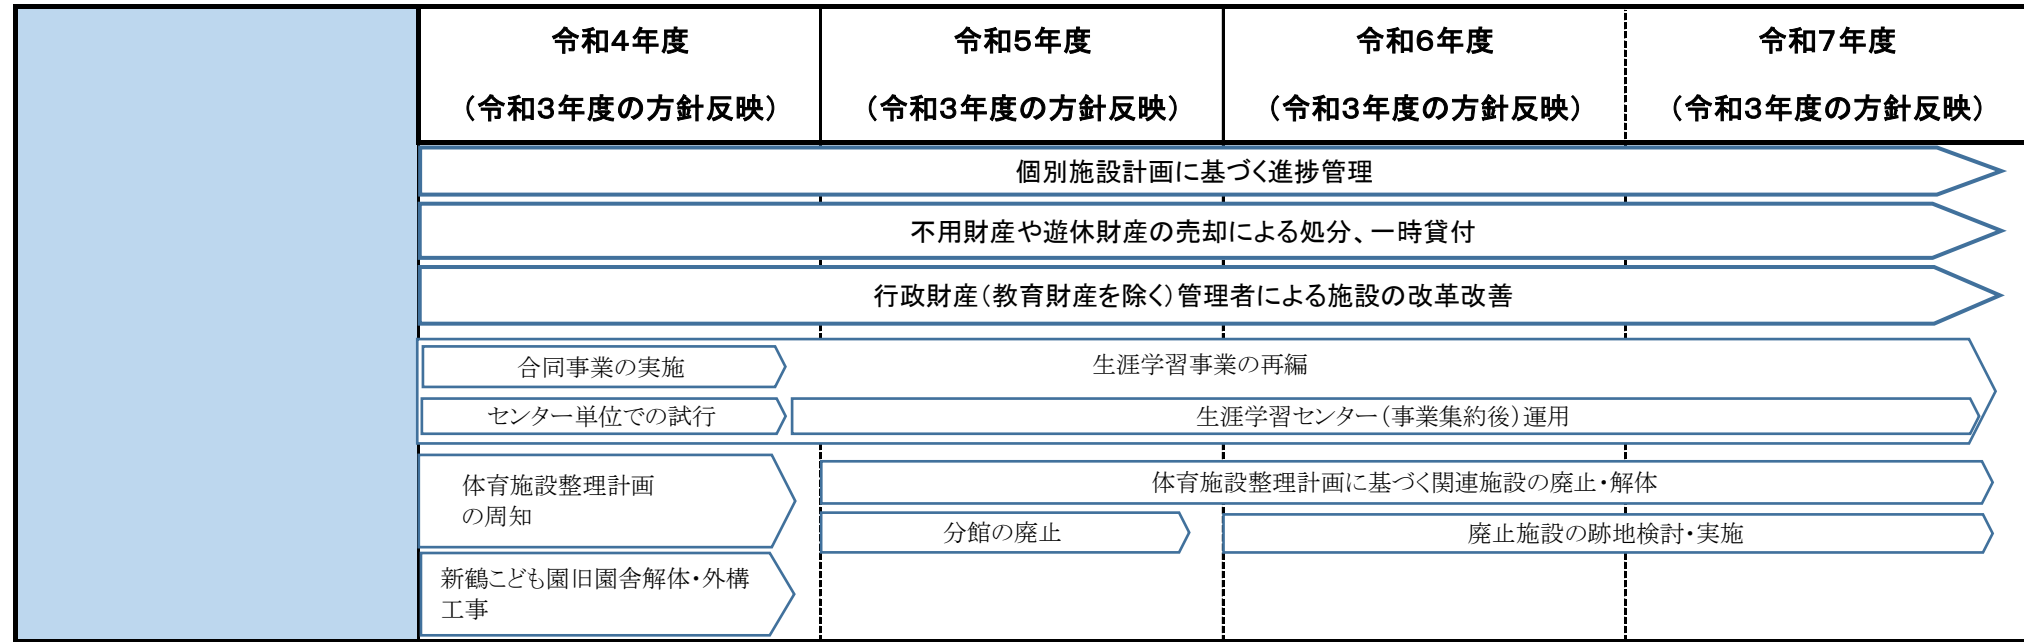 令和4年度
（令和3年度の方針反映）
令和5年度
（令和3年度の方針反映）
令和6年度
（令和3年度の方針反映）
令和7年度
（令和3年度の方針反映）
個別施設計画に基づく進捗管理
不用財産や遊休財産の売却による処分、一時貸付
行政財産（教育財産を除く）管理者による施設の改革改善
合同事業の実施
生涯学習事業の再編
センター単位での試行
生涯学習センター（事業集約後）運用
体育施設整理計画
の周知
体育施設整理計画に基づく関連施設の廃止・解体
分館の廃止
廃止施設の跡地検討・実施
新鶴こども園旧園舎解体・外構
工事